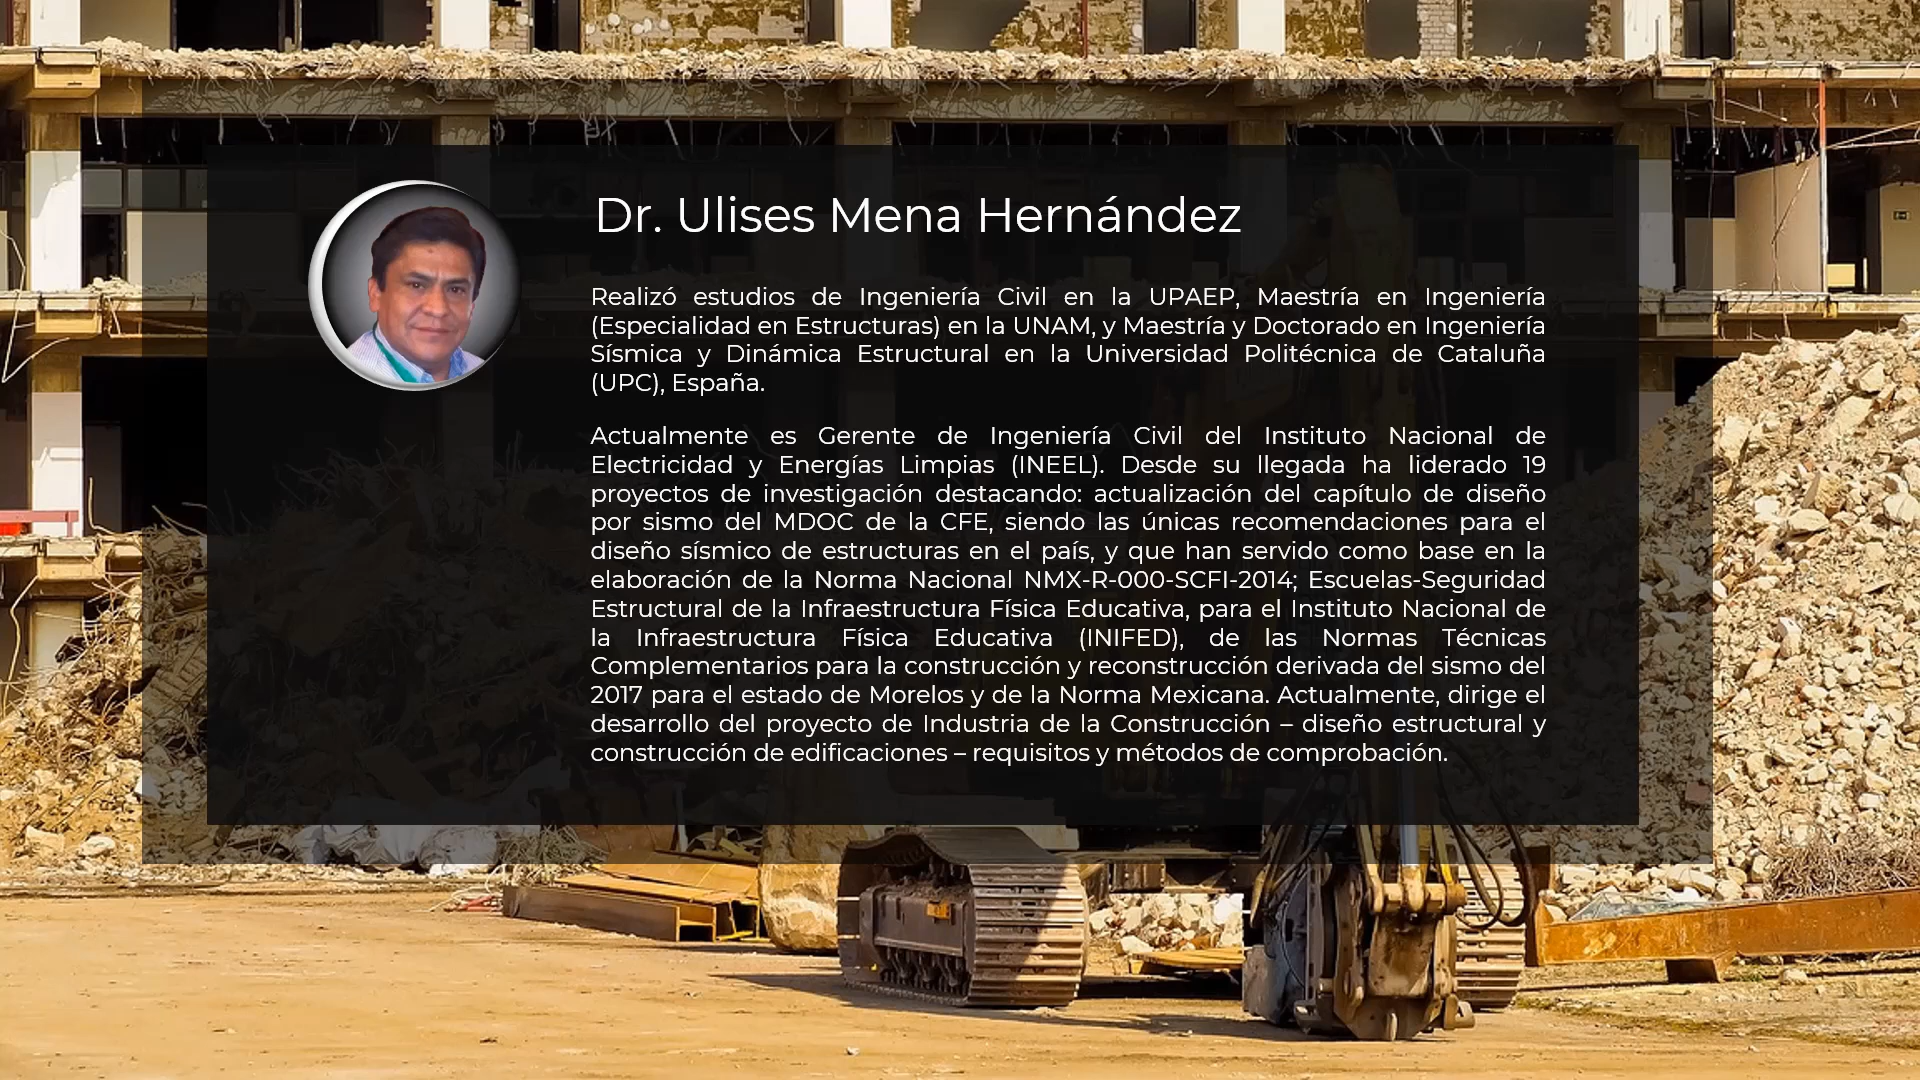 Dr. Ulises Mena Hernández
Realizó estudios de Ingeniería Civil en la UPAEP, Maestría en Ingeniería
(Especialidad en Estructuras) en la UNAM, y Maestría y Doctorado en Ingeniería
Sísmica y Dinámica Estructural en la Universidad Politécnica de Cataluña
(UPC), España.
Actualmente es Gerente de Ingeniería Civil del Instituto Nacional de
Electricidad y Energías Limpias (INEEL). Desde su llegada ha liderado 19
proyectos de investigación destacando: actualización del capítulo de diseño
por sismo del MDOC de la CFE, siendo las únicas recomendaciones para el
diseño sísmico de estructuras en el país, y que han servido como base en la
elaboración de la Norma Nacional NMX-R-000-SCFI-2014; Escuelas-Seguridad
Estructural de la Infraestructura Física Educativa, para el Instituto Nacional de
la Infraestructura Física Educativa (INIFED), de las Normas Técnicas
Complementarios para la construcción y reconstrucción derivada del sismo del
2017 para el estado de Morelos y de la Norma Mexicana. Actualmente, dirige el
desarrollo del proyecto de Industria de la Construcción – diseño estructural y
construcción de edificaciones – requisitos y métodos de comprobación.